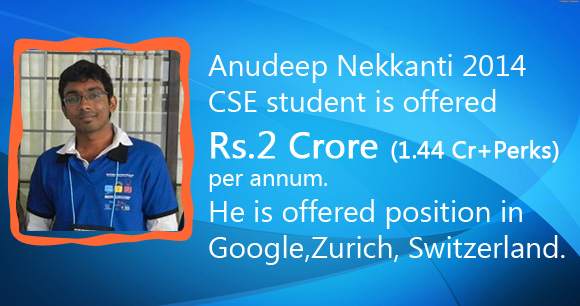 Anudeep Nekkanti 2014
CSE student is offered
Rs.2 Crore (1.44 Cr+Perks)
per annum.
He is offered position in
Google,Zurich, Switzerland.